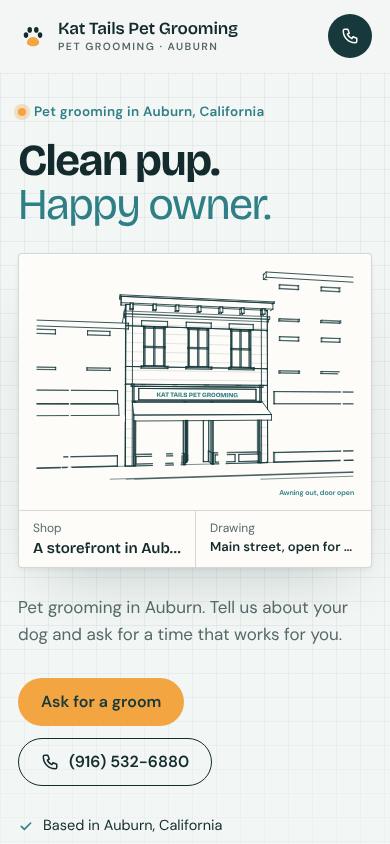 Kat Tails Pet Grooming
PET GROOMING · AUBURN
Pet grooming in Auburn, California
Clean pup.
Happy owner.
KAT TAILS PET GROOMING
Awning out, door open
Shop
A storefront in Aub...
Drawing
Main street, open for ...
Pet grooming in Auburn. Tell us about your
dog and ask for a time that works for you.
Ask for a groom
(916) 532-6880
Based in Auburn, California